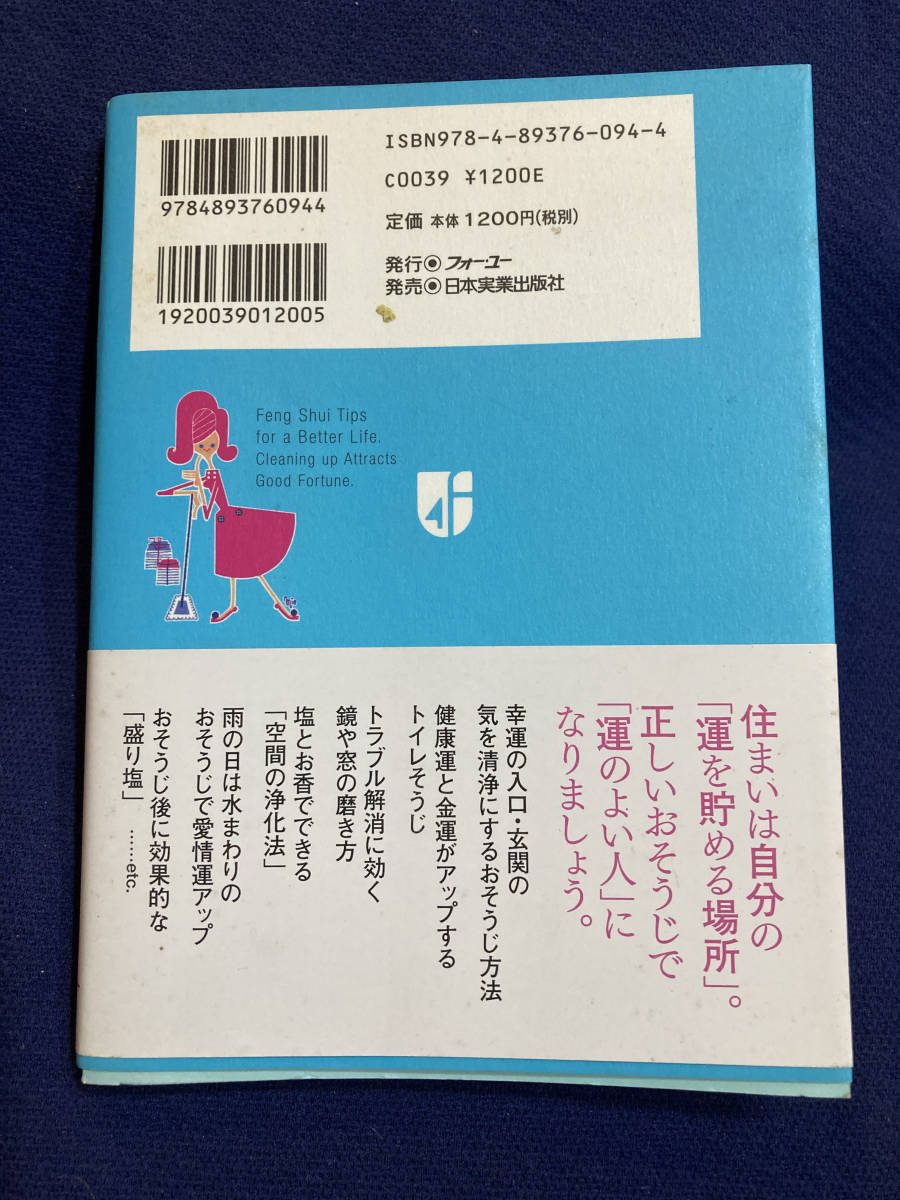 ISBN978-4-89376-094-4
C0039 ¥1200E
定価 本体1200円(税別)
発行◉フォー・ユー
発売◉日本実業出版社
9784893760944
1920039012005
Feng Shui Tips
for a Better Life.
Cleaning up Attracts
Good Fortune.
住まいは自分の
「運を貯める場所」。
正しいおそうじで
「運のよい人」に
なりましょう。
幸運の入口・玄関の
気を清浄にするおそうじ方法
健康運と金運がアップする
トイレそうじ
トラブル解消に効く
鏡や窓の磨き方
塩とお香でできる
「空間の浄化法」
雨の日は水まわりの
おそうじで愛情運アップ
おそうじ後に効果的な
「盛り塩」 ……etc.